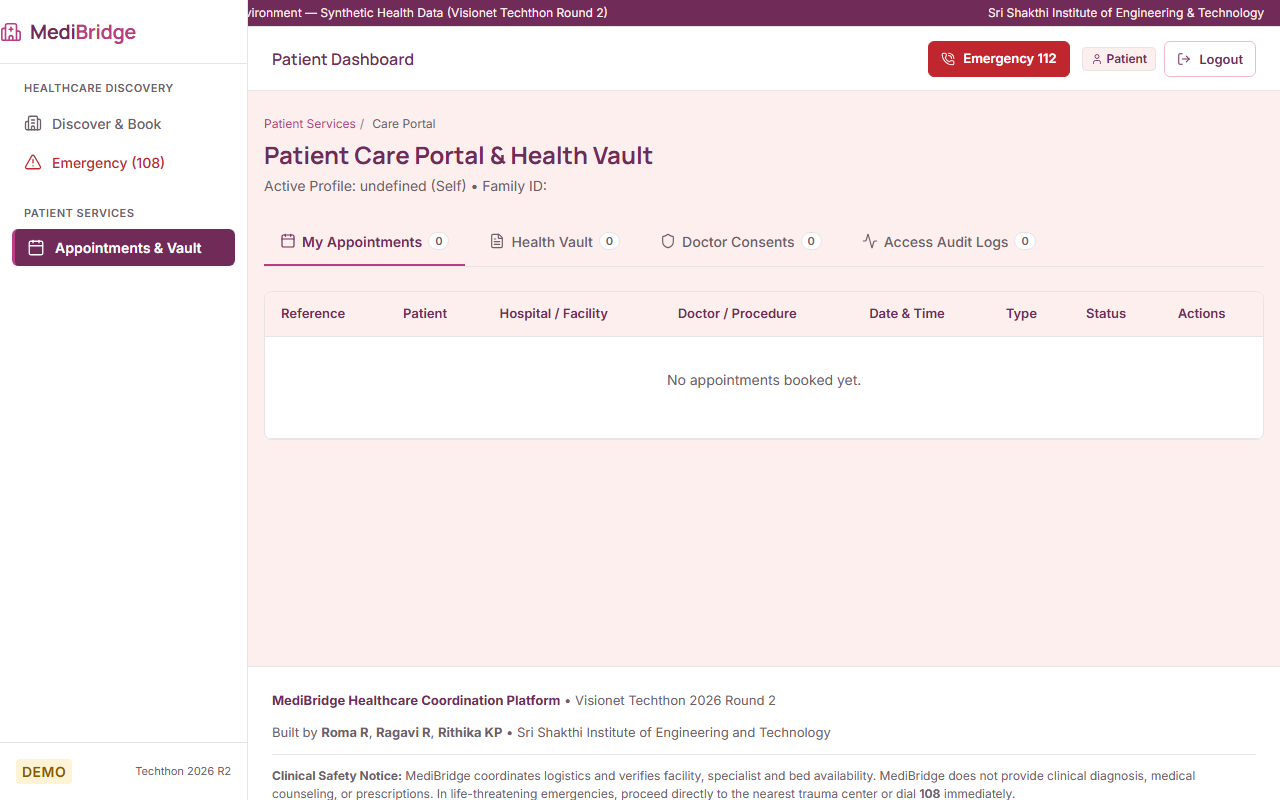 MediBridge
HEALTHCARE DISCOVERY
Discover & Book
Emergency (108)
PATIENT SERVICES
Appointments & Vault
DEMO
Techthon 2026 R2
— Synthetic Health Data (Visionet Techthon Round 2)
Sri Shakthi Institute of Engineering & Technology
Patient Dashboard
Emergency 112
Patient
Logout
Patient Services / Care Portal
Patient Care Portal & Health Vault
Active Profile: undefined (Self) • Family ID:
My Appointments 0
Health Vault 0
Doctor Consents 0
Access Audit Logs 0
Reference Patient Hospital / Facility Doctor / Procedure Date & Time Type Status Actions
No appointments booked yet.
MediBridge Healthcare Coordination Platform • Visionet Techthon 2026 Round 2
Built by Roma R, Ragavi R, Rithika KP • Sri Shakthi Institute of Engineering and Technology
Clinical Safety Notice: MediBridge coordinates logistics and verifies facility, specialist and bed availability. MediBridge does not provide clinical diagnosis, medical
counseling, or prescriptions. In life-threatening emergencies, proceed directly to the nearest trauma center or dial 108 immediately.